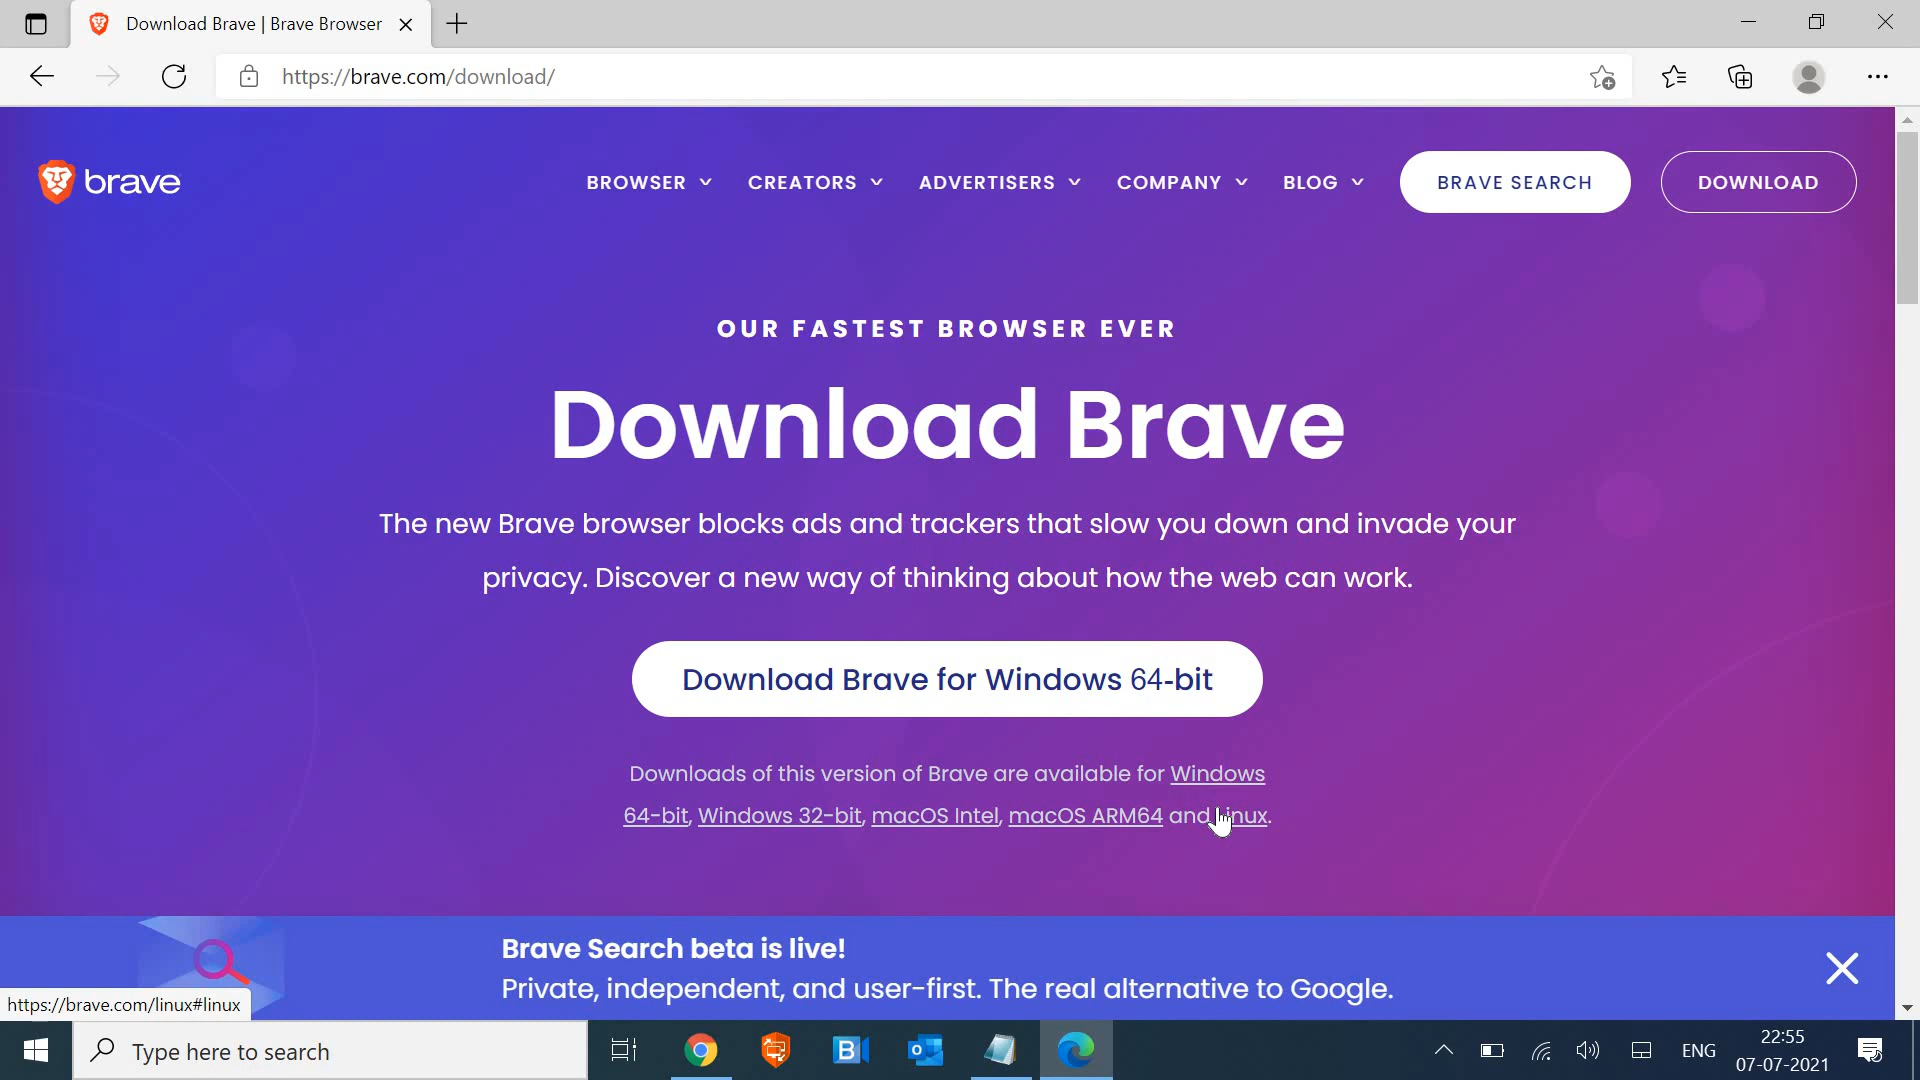 Download Brave | Brave Browser
https://brave.com/download/
brave
BROWSER
CREATORS
ADVERTISERS
COMPANY
BLOG
BRAVE SEARCH
DOWNLOAD
OUR FASTEST BROWSER EVER
Download Brave
The new Brave browser blocks ads and trackers that slow you down and invade your
privacy. Discover a new way of thinking about how the web can work.
Download Brave for Windows 64-bit
Downloads of this version of Brave are available for Windows
64-bit, Windows 32-bit, macOS Intel, macOS ARM64 and Linux.
Brave Search beta is live!
Private, independent, and user-first. The real alternative to Google.
https://brave.com/linux#linux
Type here to search
ENG
22:55
07-07-2021